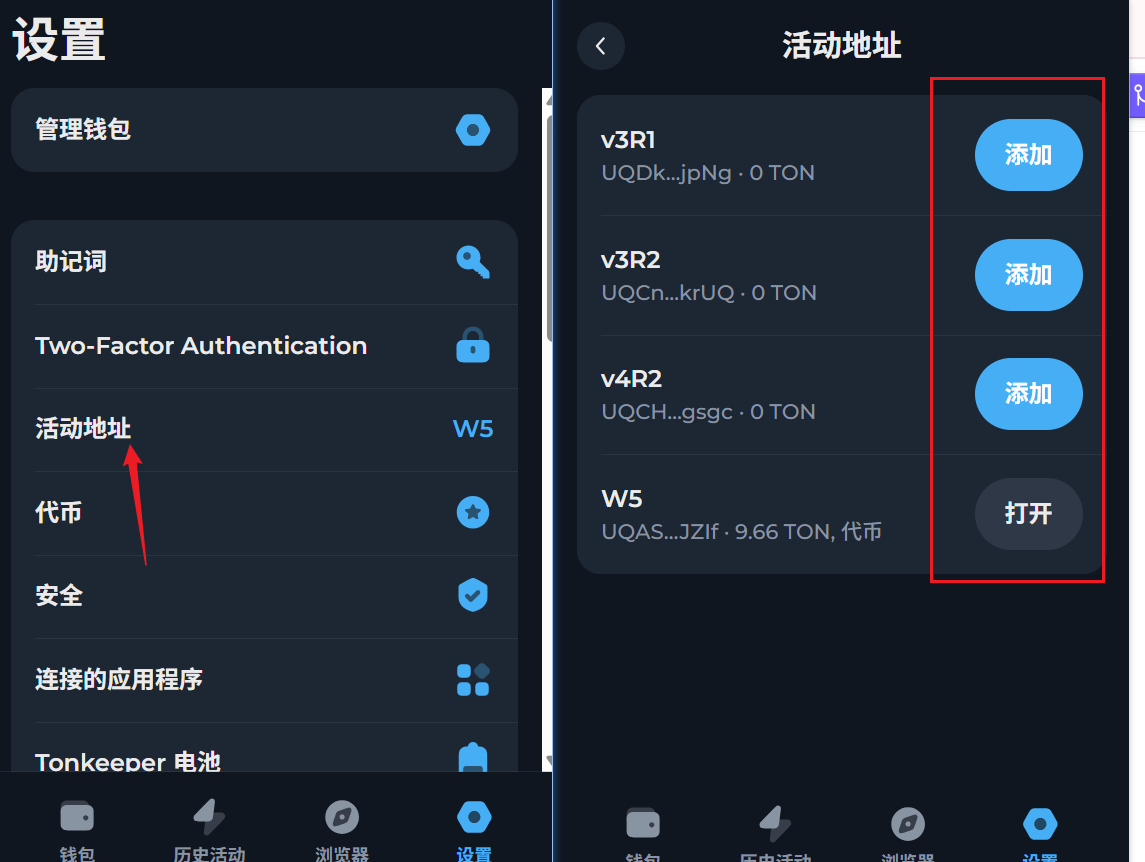 设置
管理钱包
助记词
Two-Factor Authentication
活动地址
W5
代币
安全
连接的应用程序
Tonkeeper 电池
钱包
历史活动
浏览器
设置
活动地址
v3R1
UQDk...jpNg · 0 TON
添加
v3R2
UQCn...krUQ · 0 TON
添加
v4R2
UQCH...gsgc · 0 TON
添加
W5
UQAS...JZIf · 9.66 TON, 代币
打开
钱包
历史活动
浏览器
设置